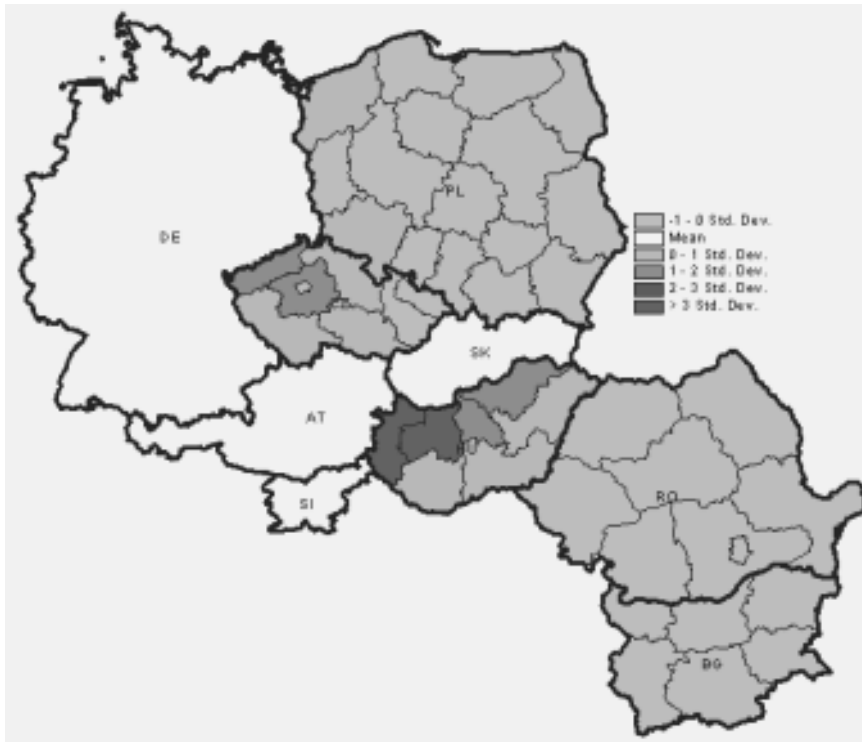 PL
DE
-1 - 0 Std. Dev.
Mean
0 - 1 Std. Dev.
1 - 2 Std. Dev.
2 - 3 Std. Dev.
> 3 Std. Dev.
SK
AT
RO
SI
BG